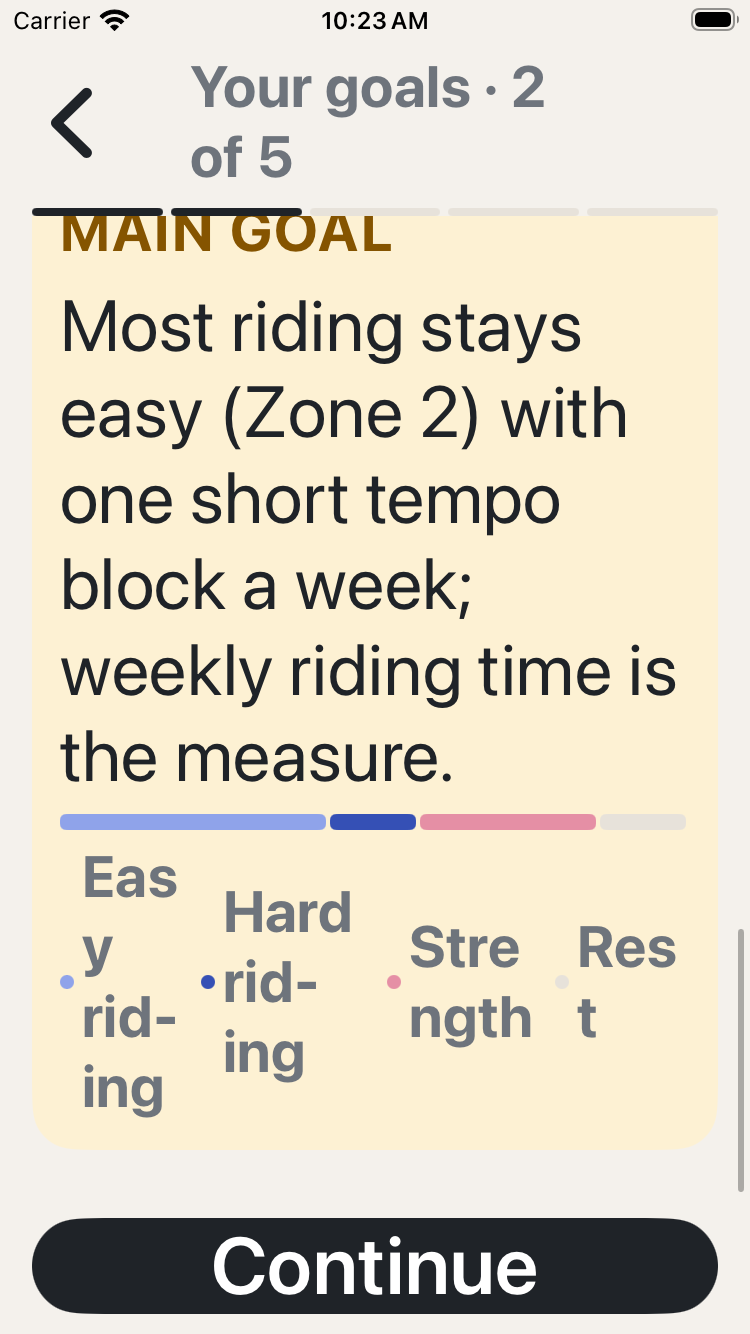 Carrier
10:23 AM
Your goals · 2
of 5
MAIN GOAL
Most riding stays
easy (Zone 2) with
one short tempo
block a week;
weekly riding time is
the measure.
Eas
y
rid-
ing
Hard
rid-
ing
Stre
ngth
Res
t
Continue